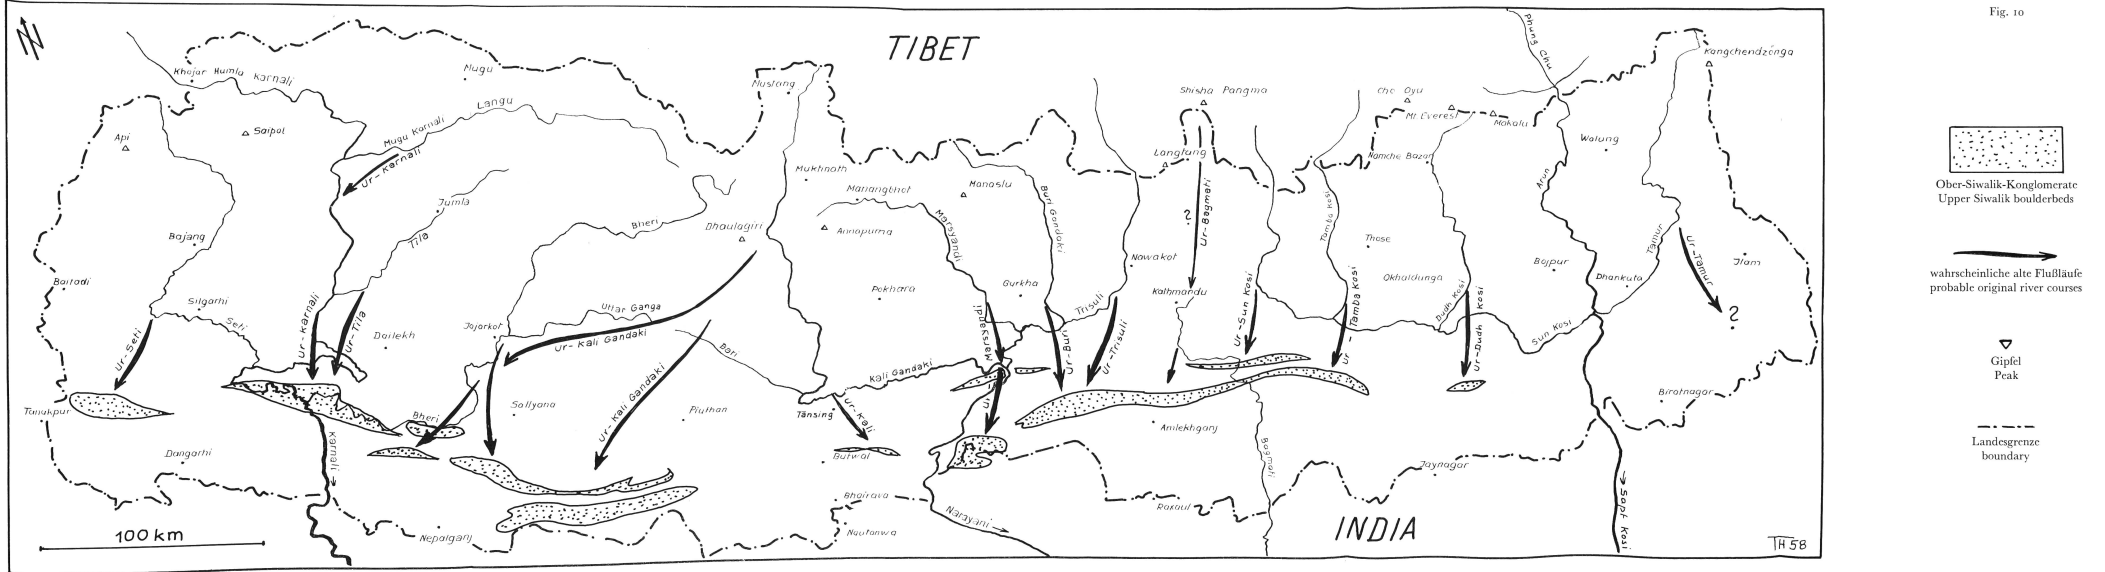 Fig. 10
TIBET
Phung Chu
Kangchendzönga
Khojar Humla Karnali
Mugu
Mustang
Shisha Pangma
Cho Oyu
Mt. Everest
Makalu
Api
Saipal
Langu
Mugu Karnali
Ur-Karnali
Langtang
Namche Bazar
Walung
Muktinath
Manangbhot
Manaslu
Buri Gandaki
Marsyandi
Ur-Bagmati
?
Tamba Kosi
Arun
Jumla
Tila
Bheri
Dhaulagiri
Annapurna
Those
Tamur
Ur-Tamur
?
Bajang
Nawakot
Okhaldunga
Bojpur
Dhankuta
Ilam
Baitadi
Silgarhi
Seti
Ur-Seti
Ur-Karnali
Ur-Tila
Dailekh
Jajarkot
Uttar Ganga
Ur-Kali Gandaki
Pokhara
Gurkha
Trisuli
Kathmandu
Ur-Sun Kosi
Ur-Tamba Kosi
Dudh Kosi
Ur-Dudh Kosi
Sun Kosi
Bari
Ur-Kali Gandaki
Kali Gandaki
Ur-Marsyandi
Ur-Buri
Ur-Trisuli
Tanakpur
Bheri
Sallyana
Piuthan
Tansing
Ur-Kali
Amlekhganj
Biratnagar
Dangarhi
Karnali
Butwal
Bagmati
Jaynagar
Bhairava
Nautanwa
Narayani
Raxaul
Sapt Kosi
Nepalganj
100 km
INDIA
TH 58
Ober-Siwalik-Konglomerate
Upper Siwalik boulderbeds
wahrscheinliche alte Flußläufe
probable original river courses
Gipfel
Peak
Landesgrenze
boundary